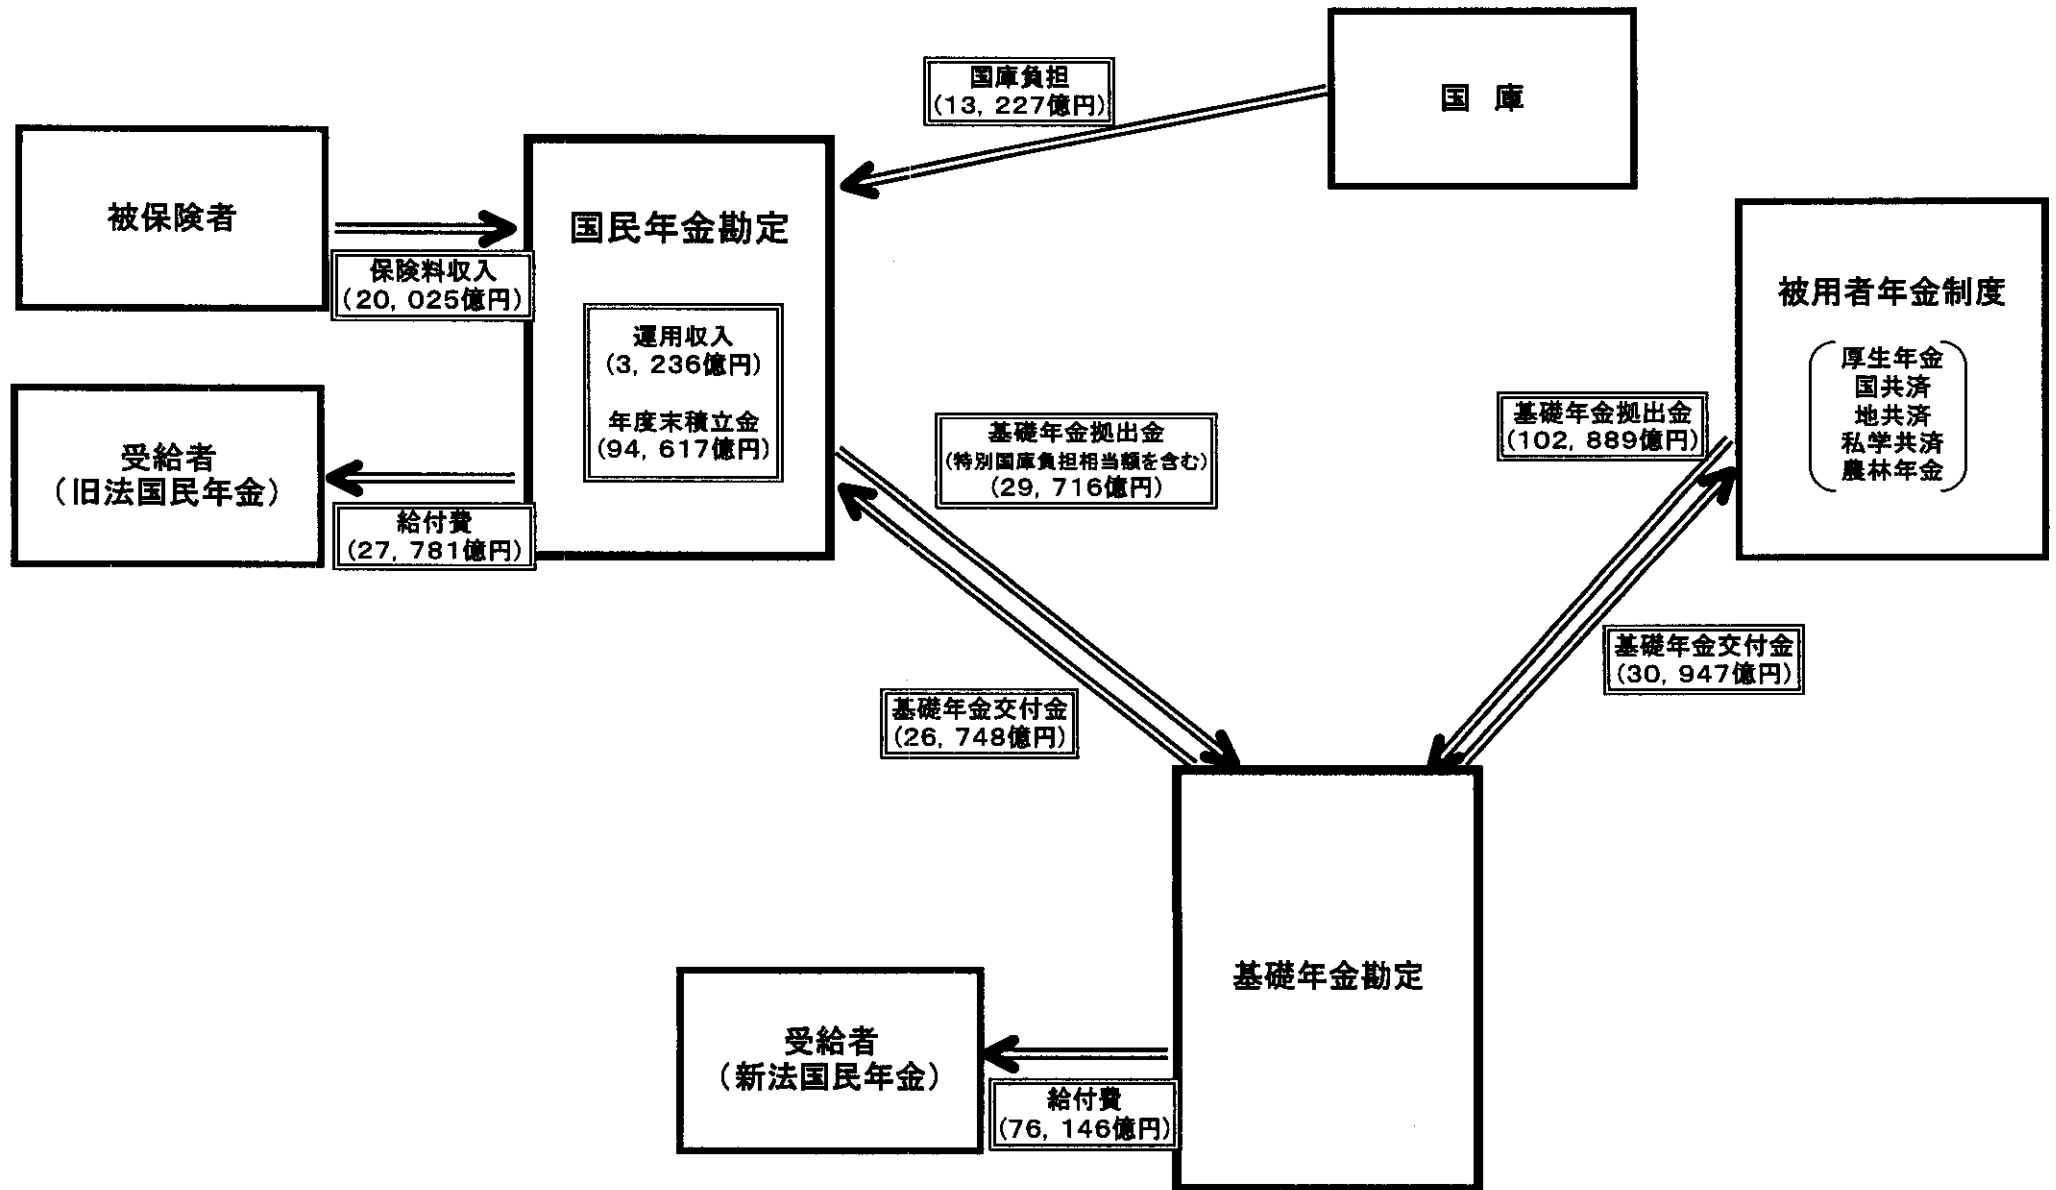 国庫
国庫負担
(13, 227億円)
被保険者
保険料収入
(20, 025億円)
国民年金勘定
運用収入
(3, 236億円)
年度末積立金
(94, 617億円)
受給者
(旧法国民年金)
給付費
(27, 781億円)
基礎年金拠出金
(特別国庫負担相当額を含む)
(29, 716億円)
基礎年金交付金
(26, 748億円)
被用者年金制度
厚生年金
国共済
地共済
私学共済
農林年金
基礎年金拠出金
(102, 889億円)
基礎年金交付金
(30, 947億円)
基礎年金勘定
受給者
(新法国民年金)
給付費
(76, 146億円)